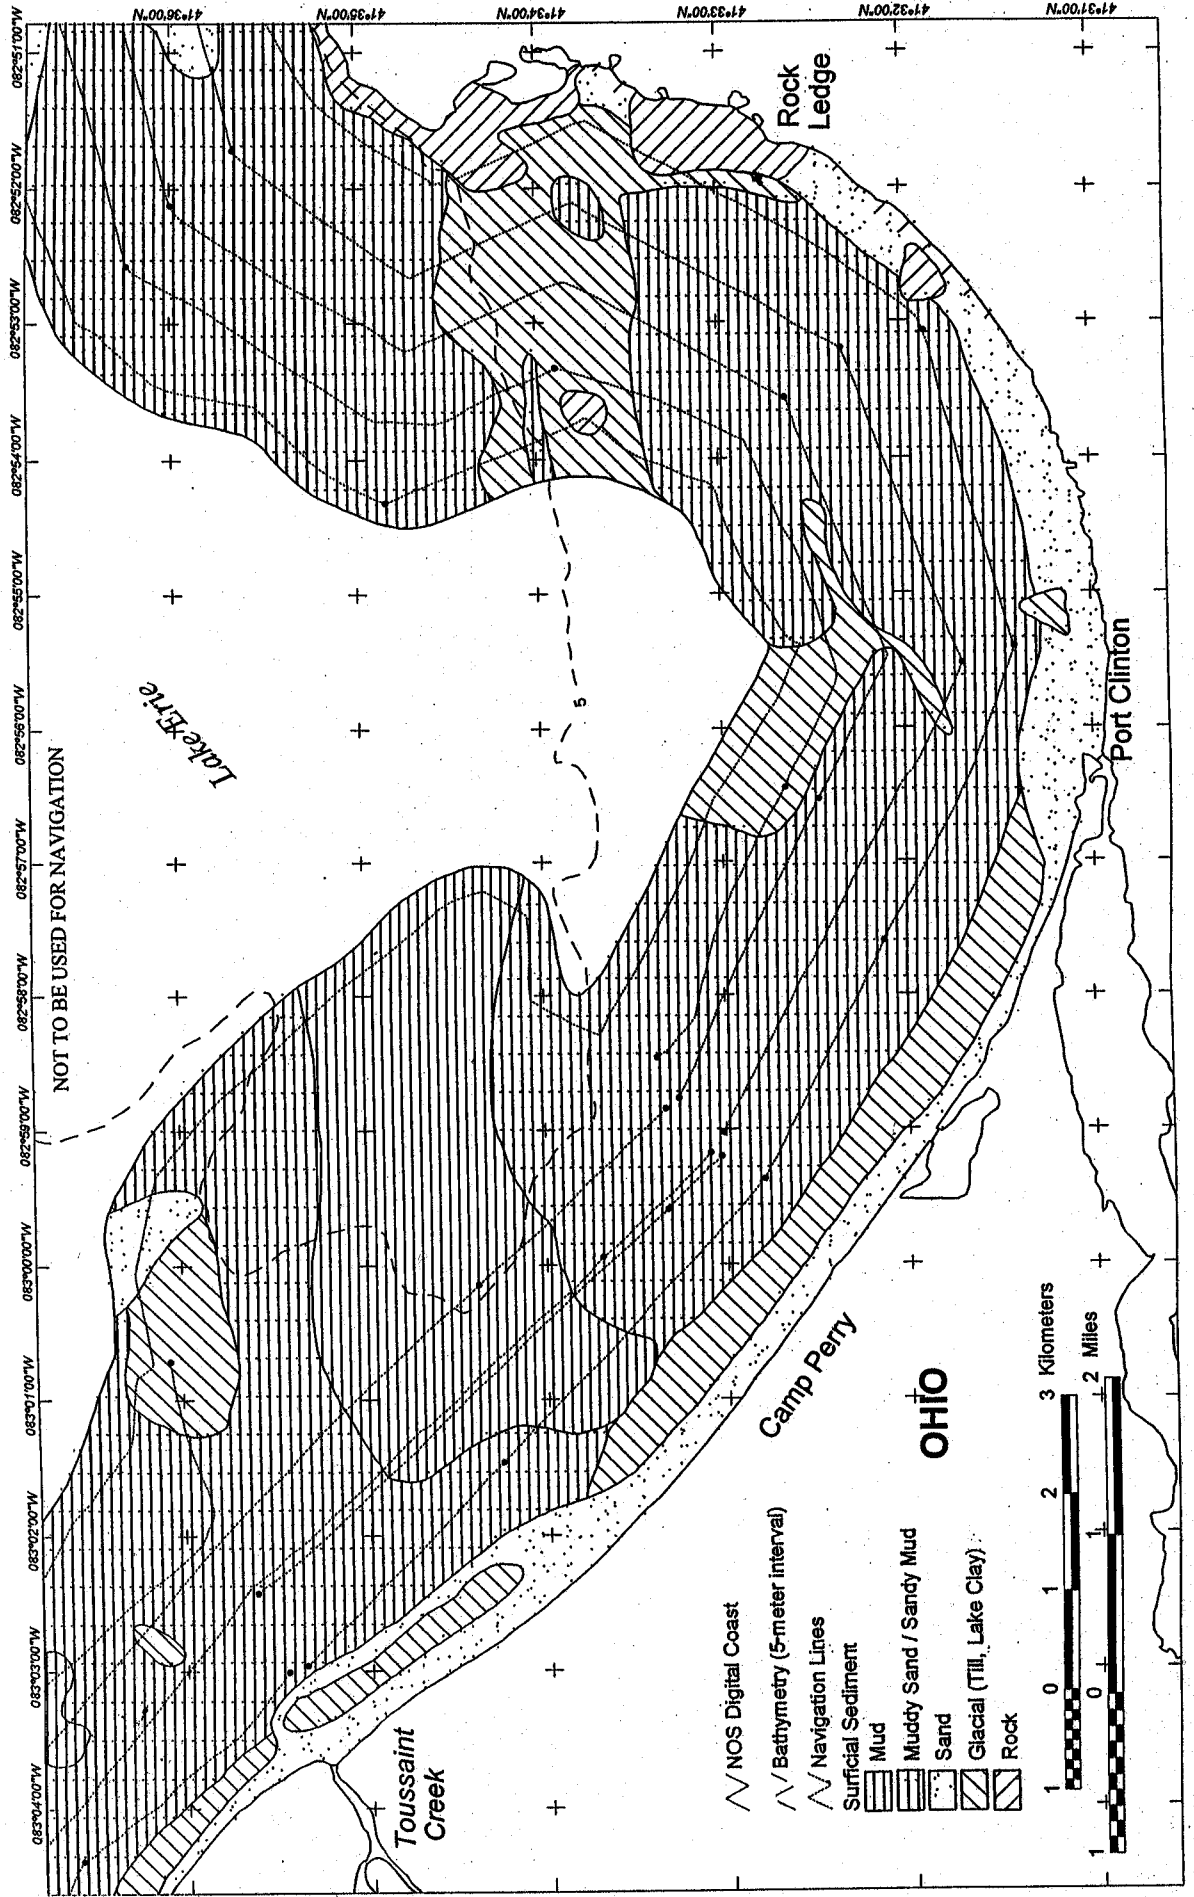 083°04'00"W
083°03'00"W
083°02'00"W
083°01'00"W
083°00'00"W
082°59'00"W
082°58'00"W
082°57'00"W
082°56'00"W
082°55'00"W
082°54'00"W
082°53'00"W
082°52'00"W
082°51'00"W
NOT TO BE USED FOR NAVIGATION
Lake Erie
41°36'00"N
41°35'00"N
41°34'00"N
41°33'00"N
41°32'00"N
41°31'00"N
5
Rock
Ledge
Toussaint
Creek
Camp Perry
Port Clinton
OHIO
NOS Digital Coast
Bathymetry (5-meter interval)
Navigation Lines
Surficial Sediment
Mud
Muddy Sand / Sandy Mud
Sand
Glacial (Till, Lake Clay)
Rock
1 0 1 2 3 Kilometers
1 0 1 2 Miles